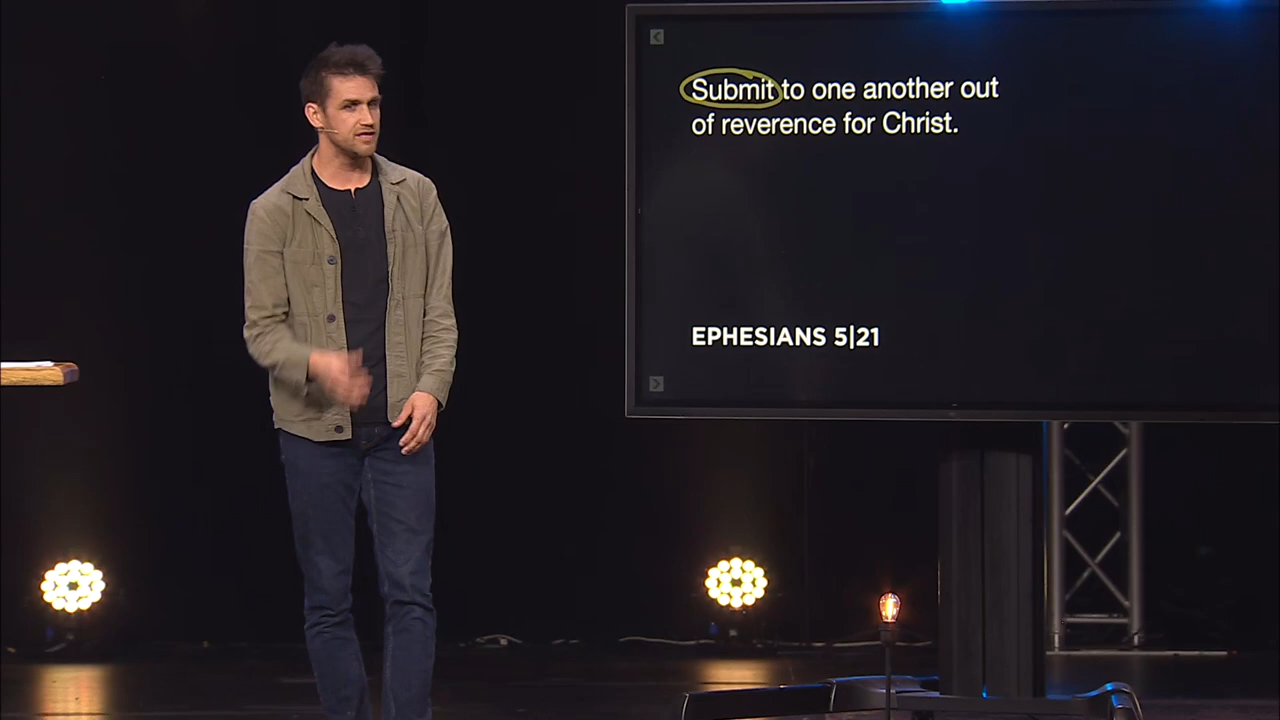 Submit to one another out
of reverence for Christ.
EPHESIANS 5|21